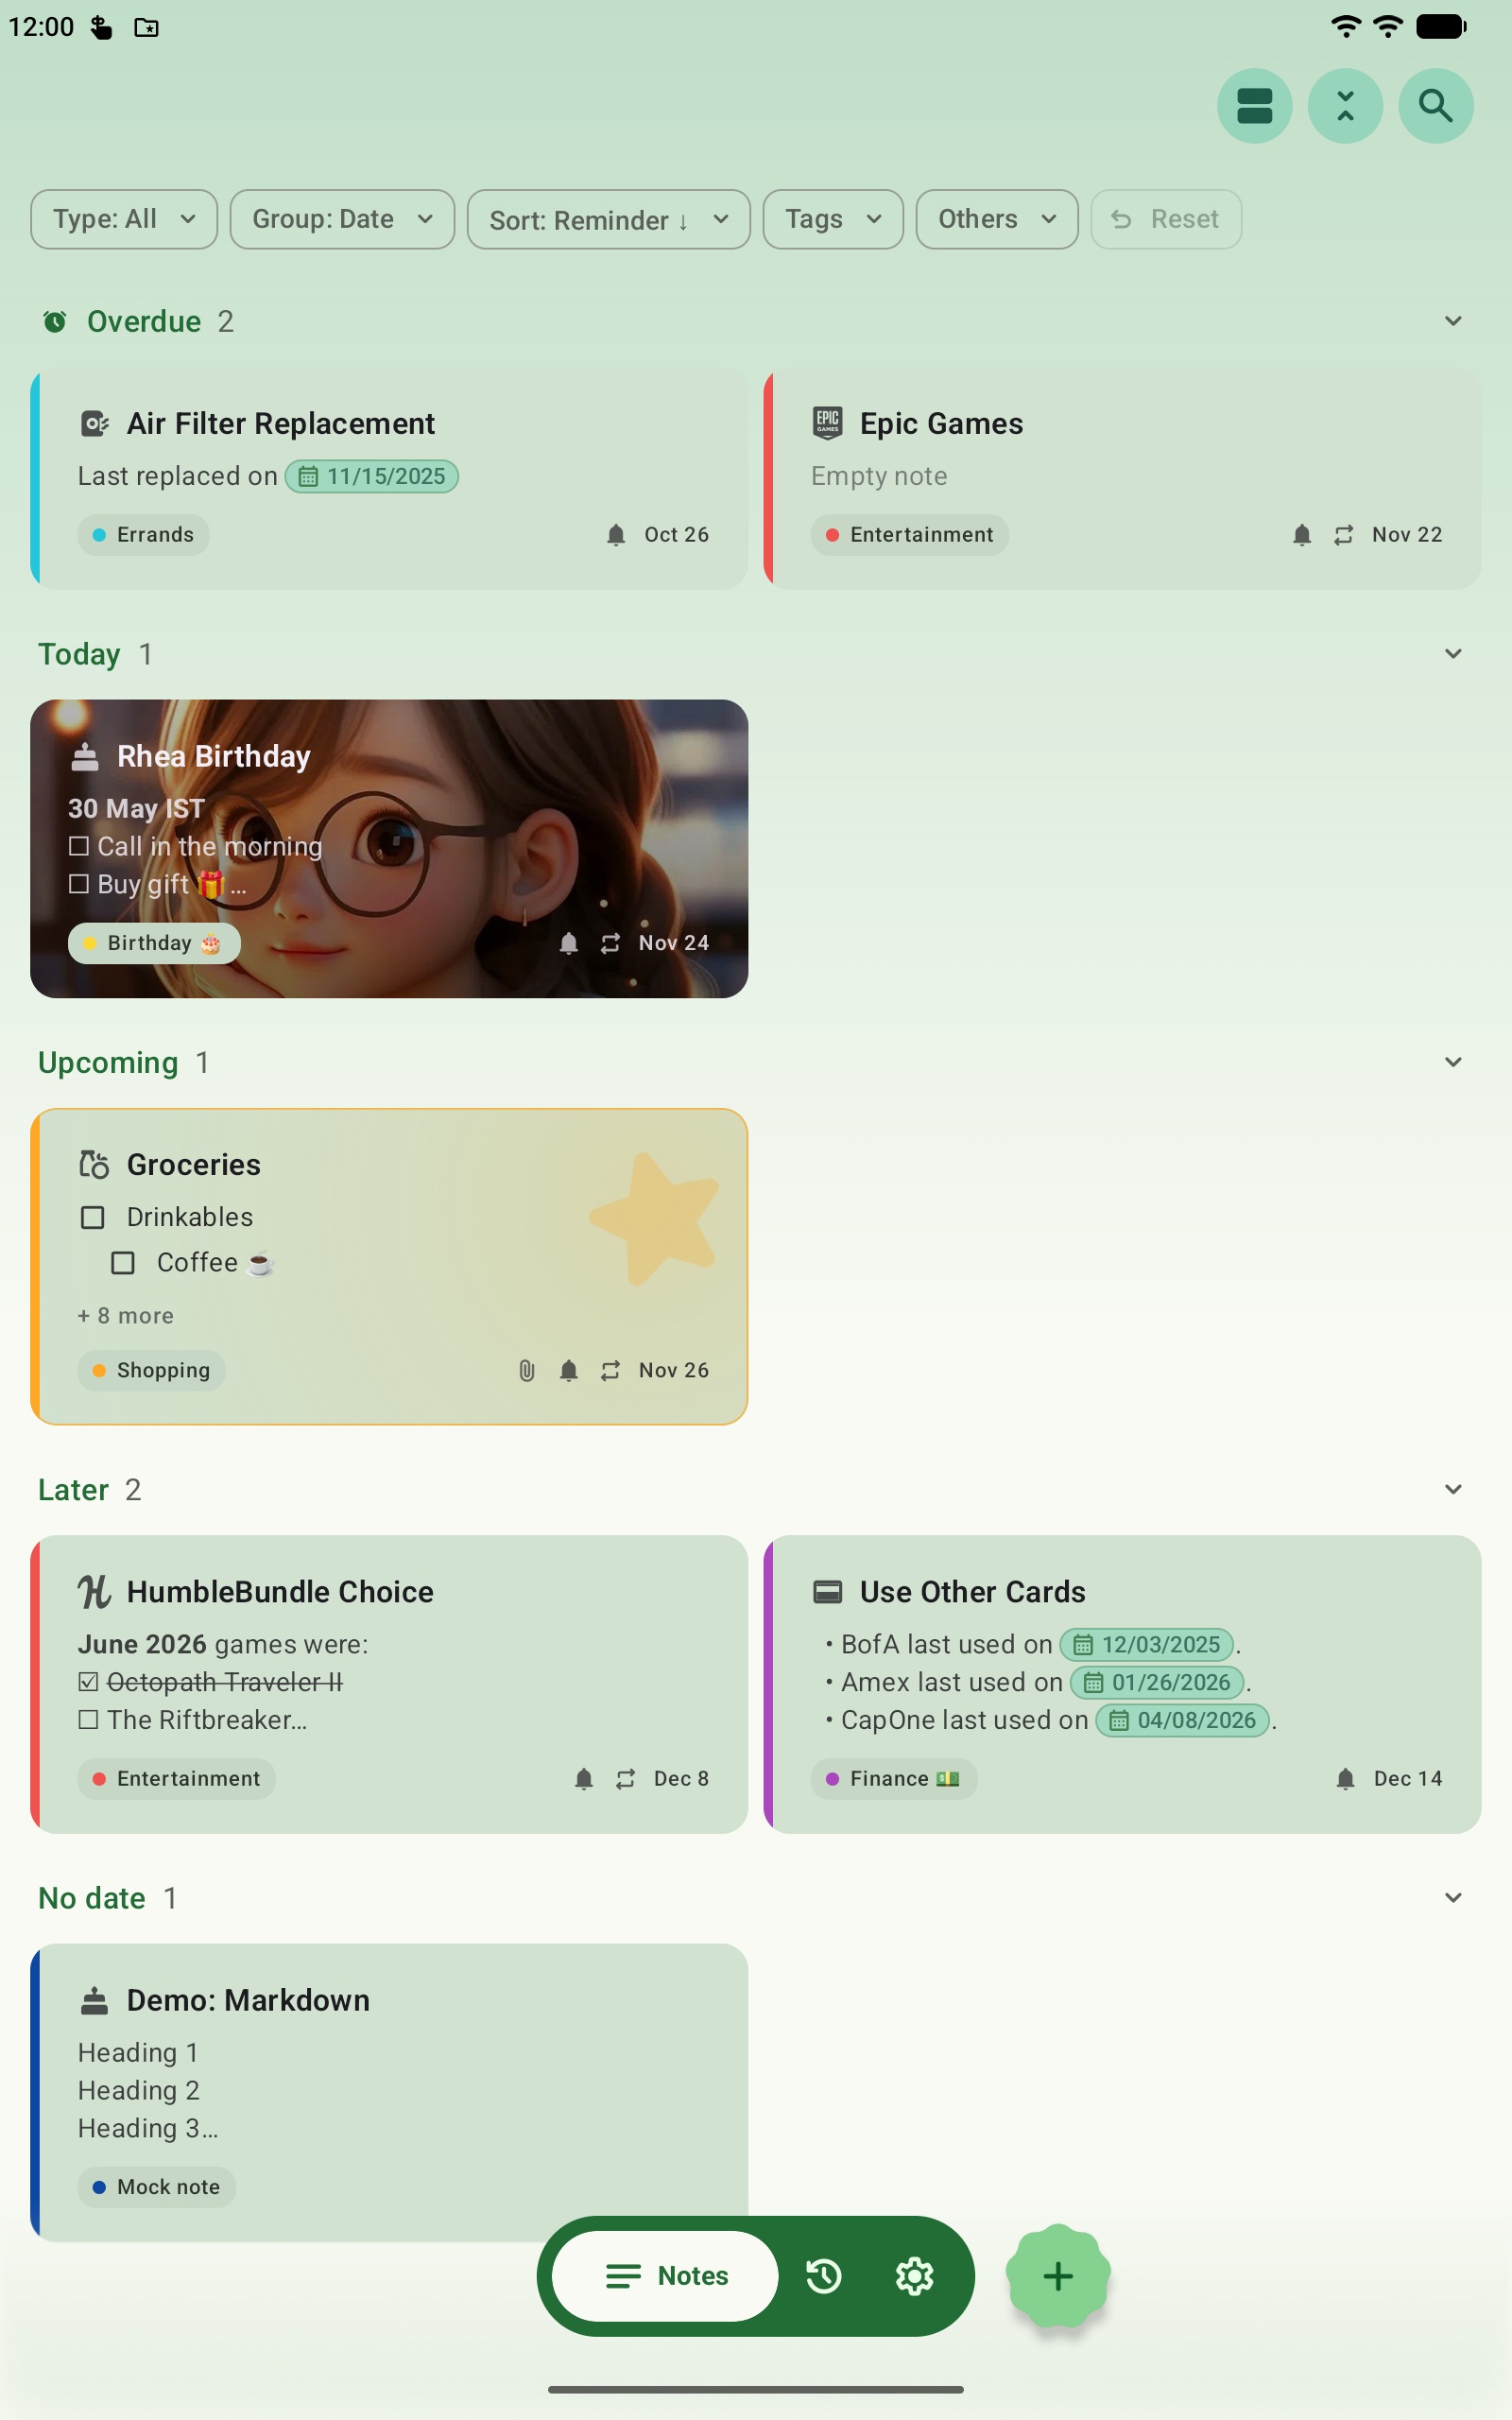 12:00
Type: All
Group: Date
Sort: Reminder ↓
Tags
Others
Reset
Overdue 2
Air Filter Replacement
Last replaced on 11/15/2025
Errands
Oct 26
EPIC
GAMES
Epic Games
Empty note
Entertainment
Nov 22
Today 1
Rhea Birthday
30 May IST
☐ Call in the morning
☐ Buy gift 🎁...
Birthday 🎂
Nov 24
Upcoming 1
Groceries
Drinkables
Coffee ☕
+ 8 more
Shopping
Nov 26
Later 2
HumbleBundle Choice
June 2026 games were:
☑ Octopath Traveler II
☐ The Riftbreaker...
Entertainment
Dec 8
Use Other Cards
• BofA last used on 12/03/2025.
• Amex last used on 01/26/2026.
• CapOne last used on 04/08/2026.
Finance 💵
Dec 14
No date 1
Demo: Markdown
Heading 1
Heading 2
Heading 3...
Mock note
Notes